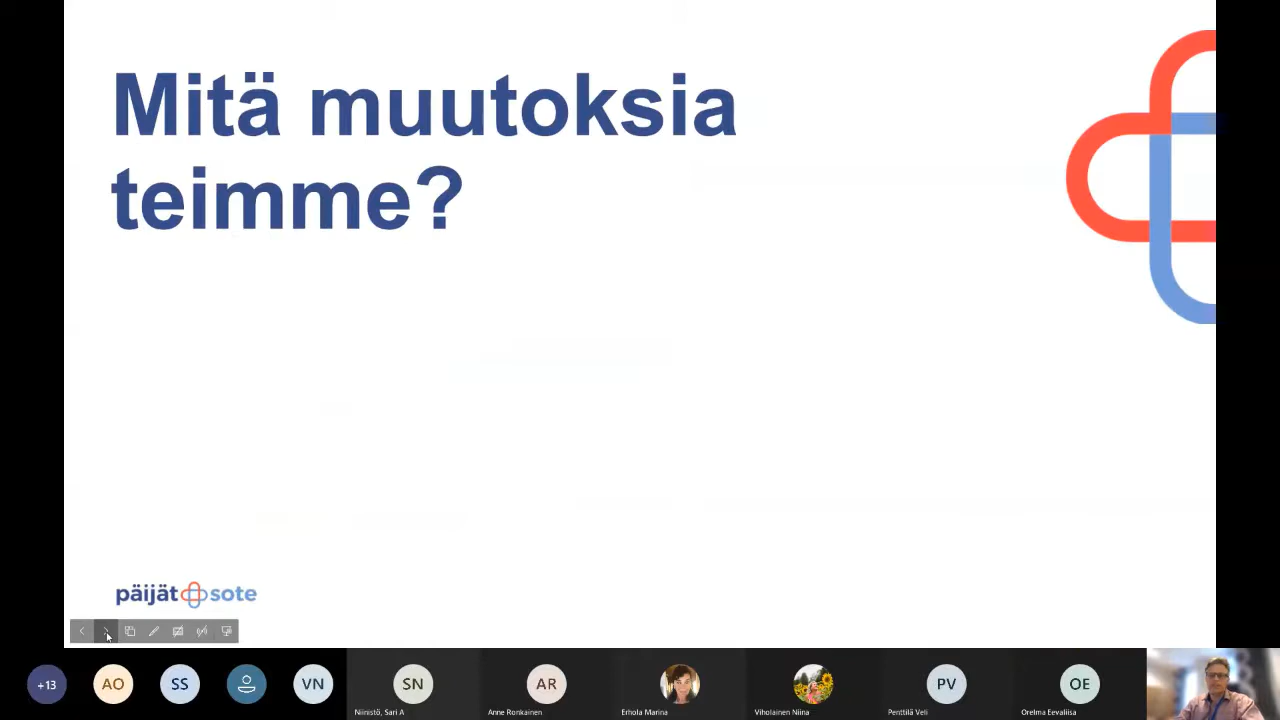 Mitä muutoksia
teimme?
päijät sote
+13
AO
SS
VN
SN
AR
PV
OE
Niinistö, Sari A
Anne Ronkainen
Erhola Marina
Viholainen Niina
Penttilä Veli
Orelma Eevaliisa